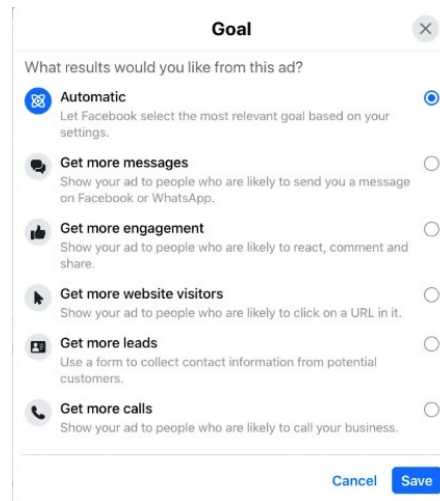 Goal
What results would you like from this ad?
Automatic
Let Facebook select the most relevant goal based on your
settings.
Get more messages
Show your ad to people who are likely to send you a message
on Facebook or WhatsApp.
Get more engagement
Show your ad to people who are likely to react, comment and
share.
Get more website visitors
Show your ad to people who are likely to click on a URL in it.
Get more leads
Use a form to collect contact information from potential
customers.
Get more calls
Show your ad to people who are likely to call your business.
Cancel
Save